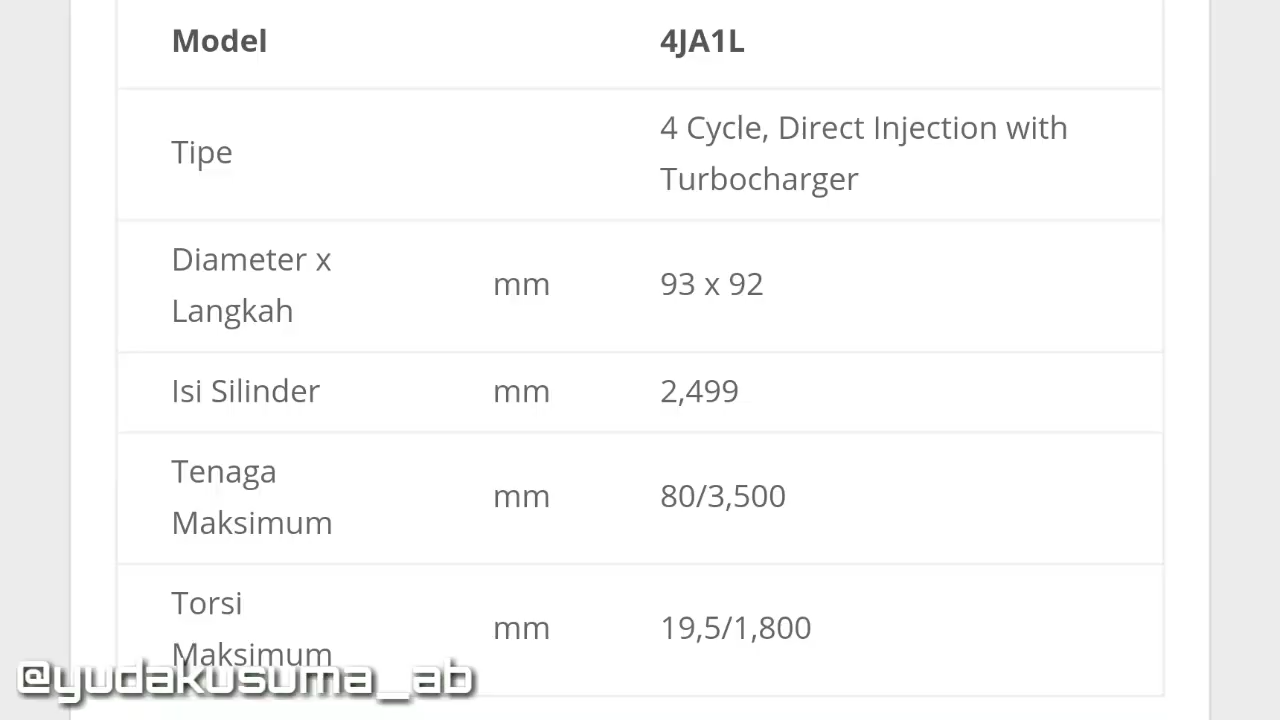 Model 4JA1L
Tipe 4 Cycle, Direct Injection with
Turbocharger
Diameter x
Langkah mm 93 x 92
Isi Silinder mm 2,499
Tenaga
Maksimum mm 80/3,500
Torsi
Maksimum mm 19,5/1,800
@yudakusuma_ab